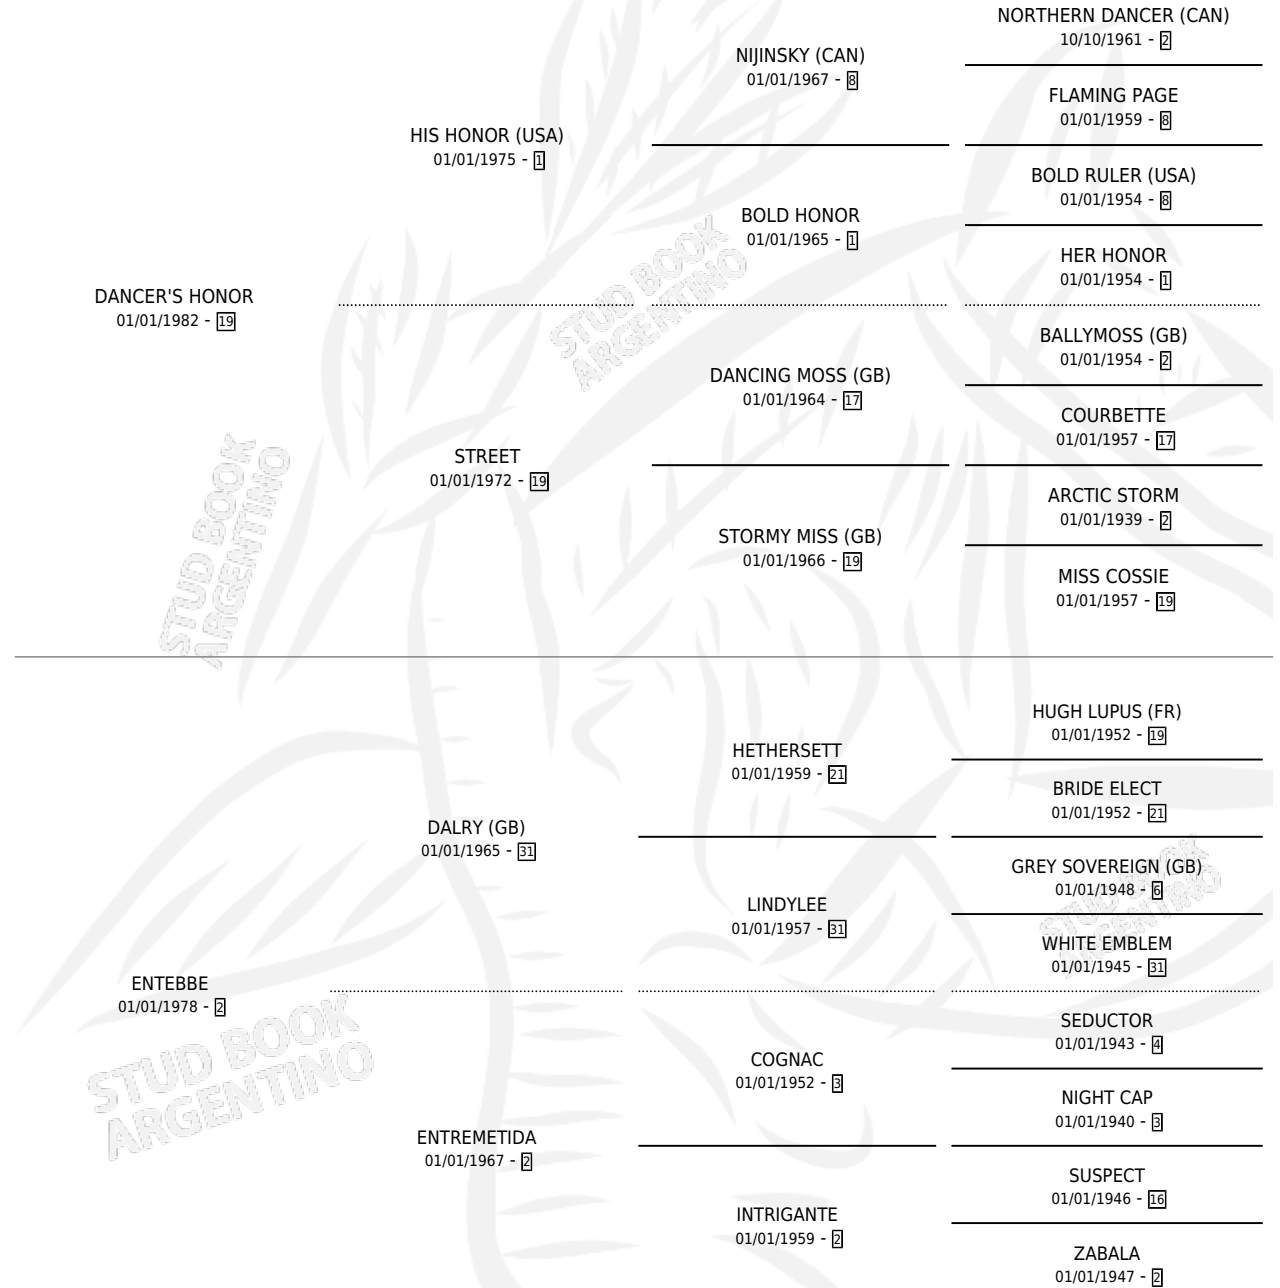 NORTHERN DANCER (CAN)
10/10/1961 - 2
NIJINSKY (CAN)
01/01/1967 - 8
FLAMING PAGE
01/01/1959 - 8
HIS HONOR (USA)
01/01/1975 - 1
BOLD RULER (USA)
01/01/1954 - 8
BOLD HONOR
01/01/1965 - 1
HER HONOR
01/01/1954 - 1
DANCER'S HONOR
01/01/1982 - 19
STUD BOOK
ARGENTINO
BALLYMOSS (GB)
01/01/1954 - 2
DANCING MOSS (GB)
01/01/1964 - 17
COURBETTE
01/01/1957 - 17
STREET
01/01/1972 - 19
ARCTIC STORM
01/01/1939 - 2
STORMY MISS (GB)
01/01/1966 - 19
MISS COSSIE
01/01/1957 - 19
STUD BOOK
ARGENTINO
HUGH LUPUS (FR)
01/01/1952 - 19
HETHERSETT
01/01/1959 - 21
BRIDE ELECT
01/01/1952 - 21
DALRY (GB)
01/01/1965 - 31
GREY SOVEREIGN (GB)
01/01/1948 - 6
LINDYLEE
01/01/1957 - 31
WHITE EMBLEM
01/01/1945 - 31
STUD BOOK
ARGENTINO
ENTEBBE
01/01/1978 - 2
SEDUCTOR
01/01/1943 - 4
COGNAC
01/01/1952 - 3
NIGHT CAP
01/01/1940 - 3
STUD BOOK
ARGENTINO
ENTREMETIDA
01/01/1967 - 2
SUSPECT
01/01/1946 - 16
INTRIGANTE
01/01/1959 - 2
ZABALA
01/01/1947 - 2